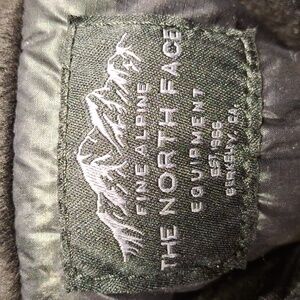 FINE ALPINE
THE NORTH FACE
EQUIPMENT
EST. 1966
BERKELEY, CA.